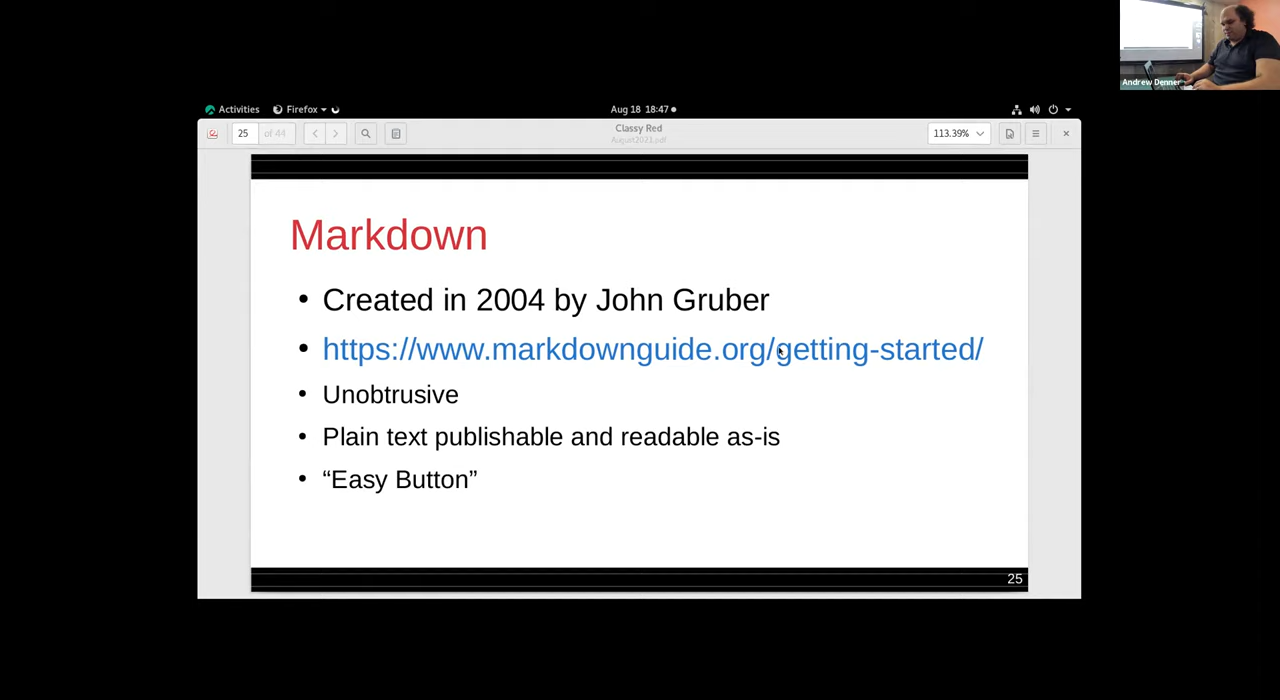 Andrew Denner
Activities Firefox Aug 18 18:47
25 of 44 Classy Red 113.39%
August2021.pdf
Markdown
• Created in 2004 by John Gruber
• https://www.markdownguide.org/getting-started/
• Unobtrusive
• Plain text publishable and readable as-is
• “Easy Button”
25